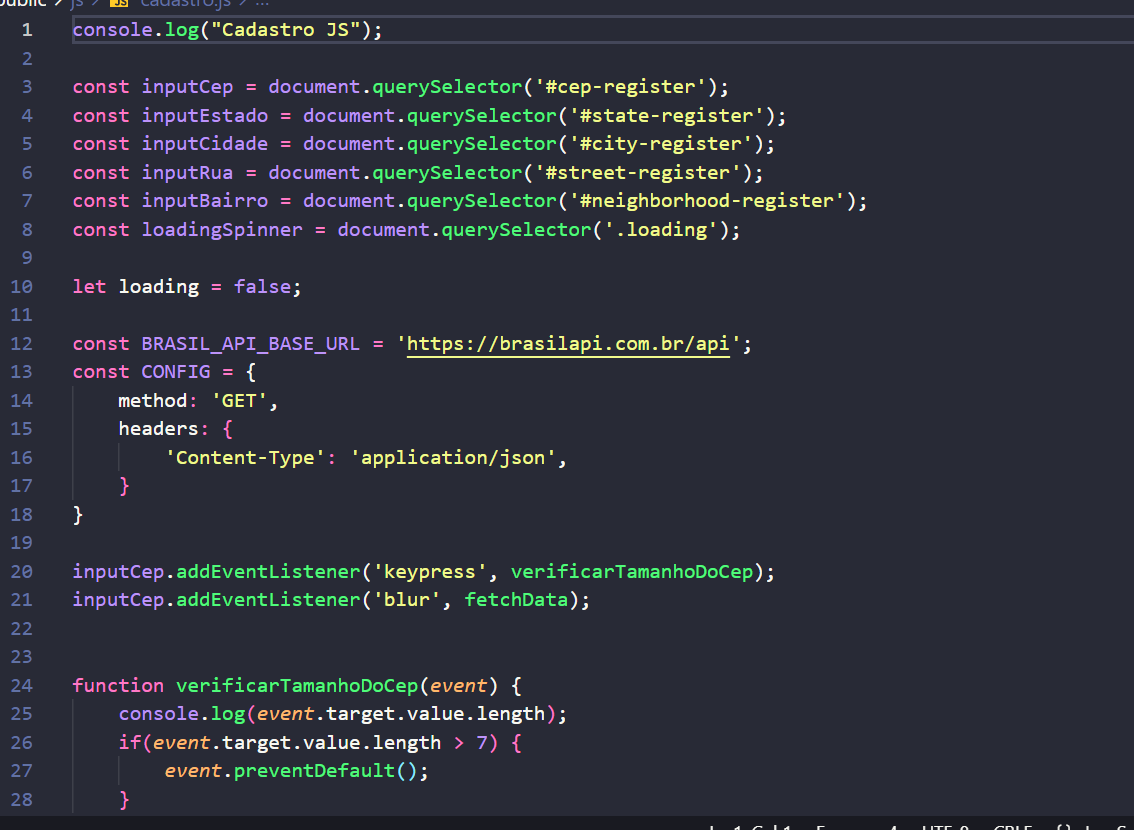 public > js > JS cadastro.js > ...
1 console.log("Cadastro JS");
2
3 const inputCep = document.querySelector('#cep-register');
4 const inputEstado = document.querySelector('#state-register');
5 const inputCidade = document.querySelector('#city-register');
6 const inputRua = document.querySelector('#street-register');
7 const inputBairro = document.querySelector('#neighborhood-register');
8 const loadingSpinner = document.querySelector('.loading');
9
10 let loading = false;
11
12 const BRASIL_API_BASE_URL = 'https://brasilapi.com.br/api';
13 const CONFIG = {
14     method: 'GET',
15     headers: {
16         'Content-Type': 'application/json',
17     }
18 }
19
20 inputCep.addEventListener('keypress', verificarTamanhoDoCep);
21 inputCep.addEventListener('blur', fetchData);
22
23
24 function verificarTamanhoDoCep(event) {
25     console.log(event.target.value.length);
26     if(event.target.value.length > 7) {
27         event.preventDefault();
28     }